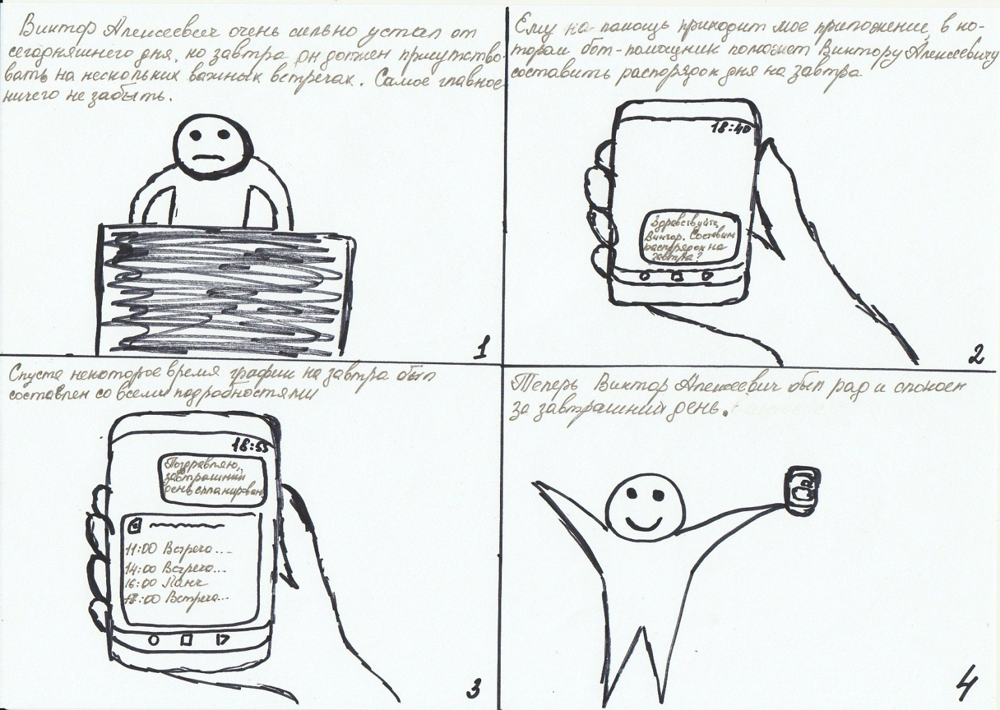 Виктор Алексеевич очень сильно устал от
сегодняшнего дня, но завтра он должен присутство-
вать на нескольких важных встречах. Самое главное
ничего не забыть.
1
Ему на помощь приходит мое приложение, в ко-
тором бот-помощник поможет Виктору Алексеевичу
составить распорядок дня на завтра.
18:40
Здравствуйте,
Виктор. Составим
распорядок на
завтра?
2
Спустя некоторое время график на завтра был
составлен со всеми подробностями
18:55
Поздравляю,
завтрашний
день спланирован
11:00 Встреча...
14:00 Встреча...
16:00 Ланч
18:00 Встреча...
3
Теперь Виктор Алексеевич был рад и спокоен
за завтрашний день.
4